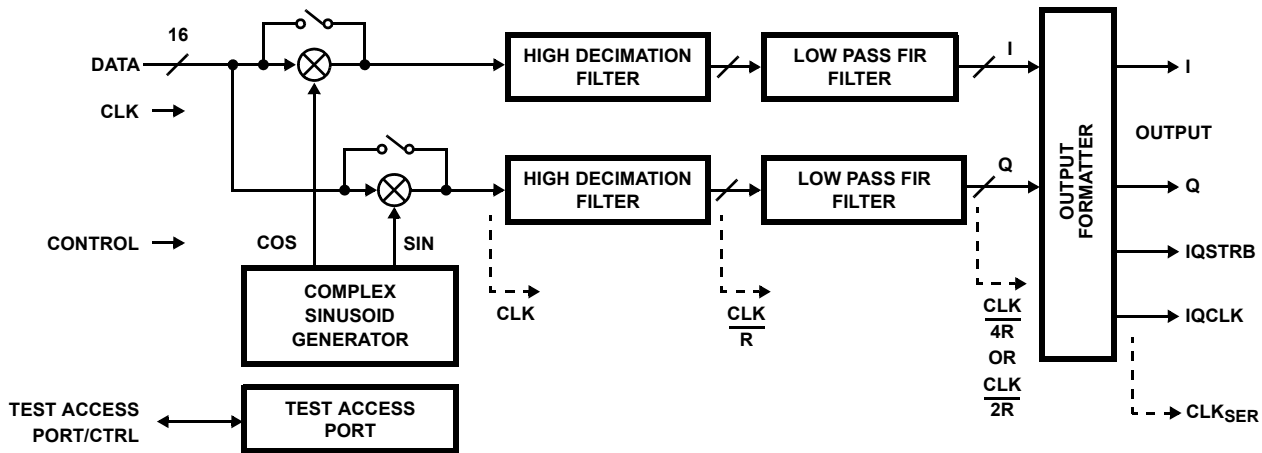 16
DATA
CLK
HIGH DECIMATION
FILTER
LOW PASS FIR
FILTER
I
I
OUTPUT
HIGH DECIMATION
FILTER
LOW PASS FIR
FILTER
Q
OUTPUT
FORMATTER
Q
CONTROL
COS
SIN
IQSTRB
COMPLEX
SINUSOID
GENERATOR
CLK
CLK
R
CLK
4R
OR
CLK
2R
IQCLK
TEST ACCESS
PORT/CTRL
TEST ACCESS
PORT
CLKSER